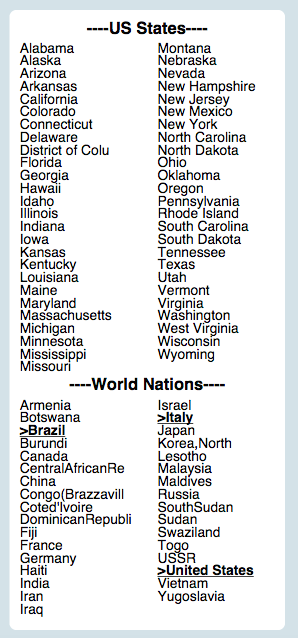 ----US States----
Alabama
Alaska
Arizona
Arkansas
California
Colorado
Connecticut
Delaware
District of Colu
Florida
Georgia
Hawaii
Idaho
Illinois
Indiana
Iowa
Kansas
Kentucky
Louisiana
Maine
Maryland
Massachusetts
Michigan
Minnesota
Mississippi
Missouri
Montana
Nebraska
Nevada
New Hampshire
New Jersey
New Mexico
New York
North Carolina
North Dakota
Ohio
Oklahoma
Oregon
Pennsylvania
Rhode Island
South Carolina
South Dakota
Tennessee
Texas
Utah
Vermont
Virginia
Washington
West Virginia
Wisconsin
Wyoming
----World Nations----
Armenia
Botswana
>Brazil
Burundi
Canada
CentralAfricanRe
China
Congo(Brazzavill
Coted'Ivoire
DominicanRepubli
Fiji
France
Germany
Haiti
India
Iran
Iraq
Israel
>Italy
Japan
Korea,North
Lesotho
Malaysia
Maldives
Russia
SouthSudan
Sudan
Swaziland
Togo
USSR
>United States
Vietnam
Yugoslavia